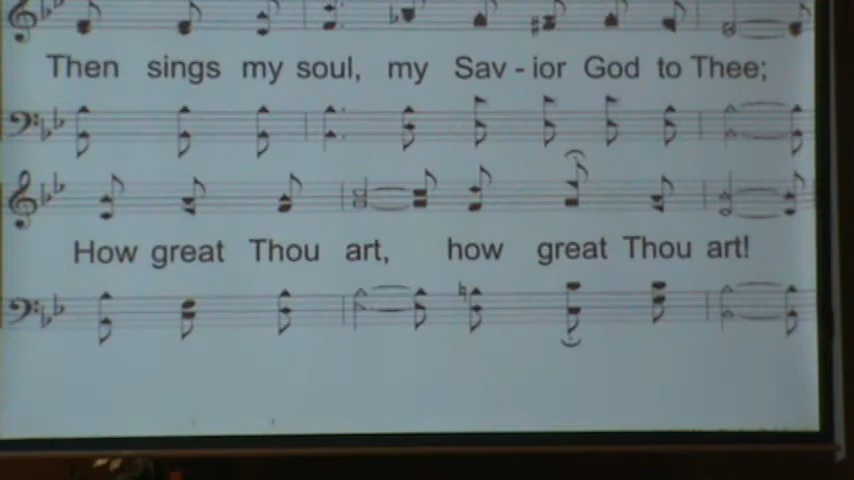 Then sings my soul, my Sav - ior God to Thee;
How great Thou art, how great Thou art!